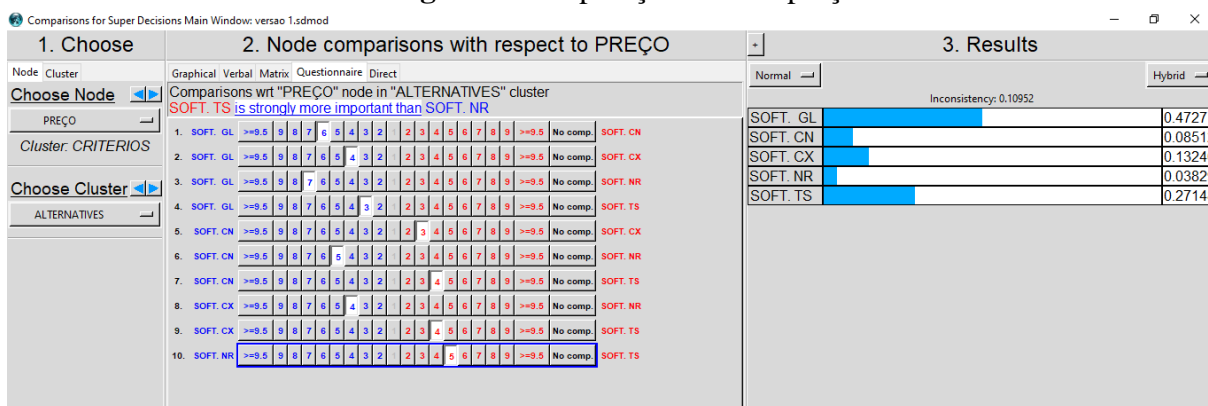 Comparisons for Super Decisions Main Window: versao 1.sdmod
1. Choose
2. Node comparisons with respect to PREÇO
+
3. Results
Node Cluster
Graphical Verbal Matrix Questionnaire Direct
Normal
Hybrid
Choose Node
Comparisons wrt "PREÇO" node in "ALTERNATIVES" cluster
SOFT. TS is strongly more important than SOFT. NR
Inconsistency: 0.10952
PREÇO
Cluster: CRITERIOS
Choose Cluster
ALTERNATIVES
1. SOFT. GL >=9.5 9 8 7 6 5 4 3 2 1 2 3 4 5 6 7 8 9 >=9.5 No comp. SOFT. CN
2. SOFT. GL >=9.5 9 8 7 6 5 4 3 2 1 2 3 4 5 6 7 8 9 >=9.5 No comp. SOFT. CX
3. SOFT. GL >=9.5 9 8 7 6 5 4 3 2 1 2 3 4 5 6 7 8 9 >=9.5 No comp. SOFT. NR
4. SOFT. GL >=9.5 9 8 7 6 5 4 3 2 1 2 3 4 5 6 7 8 9 >=9.5 No comp. SOFT. TS
5. SOFT. CN >=9.5 9 8 7 6 5 4 3 2 1 2 3 4 5 6 7 8 9 >=9.5 No comp. SOFT. CX
6. SOFT. CN >=9.5 9 8 7 6 5 4 3 2 1 2 3 4 5 6 7 8 9 >=9.5 No comp. SOFT. NR
7. SOFT. CN >=9.5 9 8 7 6 5 4 3 2 1 2 3 4 5 6 7 8 9 >=9.5 No comp. SOFT. TS
8. SOFT. CX >=9.5 9 8 7 6 5 4 3 2 1 2 3 4 5 6 7 8 9 >=9.5 No comp. SOFT. NR
9. SOFT. CX >=9.5 9 8 7 6 5 4 3 2 1 2 3 4 5 6 7 8 9 >=9.5 No comp. SOFT. TS
10. SOFT. NR >=9.5 9 8 7 6 5 4 3 2 1 2 3 4 5 6 7 8 9 >=9.5 No comp. SOFT. TS
SOFT. GL 0.4727
SOFT. CN 0.0851
SOFT. CX 0.1324
SOFT. NR 0.0382
SOFT. TS 0.2714